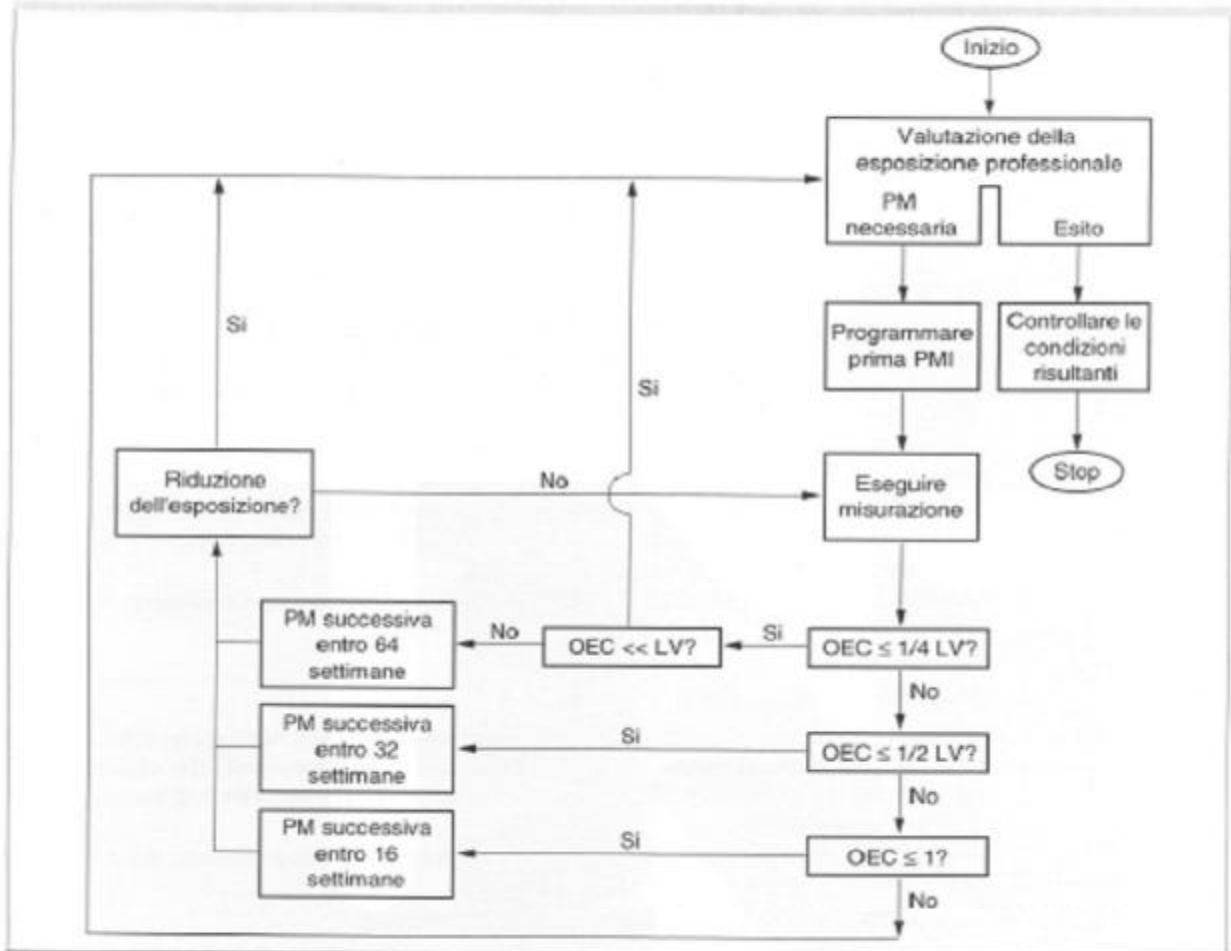 Inizio
Valutazione della
esposizione professionale
PM
necessaria
Esito
Programmare
prima PMI
Controllare le
condizioni
risultanti
Si
Si
Riduzione
dell'esposizione?
No
Eseguire
misurazione
Stop
PM successiva
entro 64
settimane
No
OEC << LV?
Si
OEC ≤ 1/4 LV?
No
PM successiva
entro 32
settimane
Si
OEC ≤ 1/2 LV?
No
PM successiva
entro 16
settimane
Si
OEC ≤ 1?
No